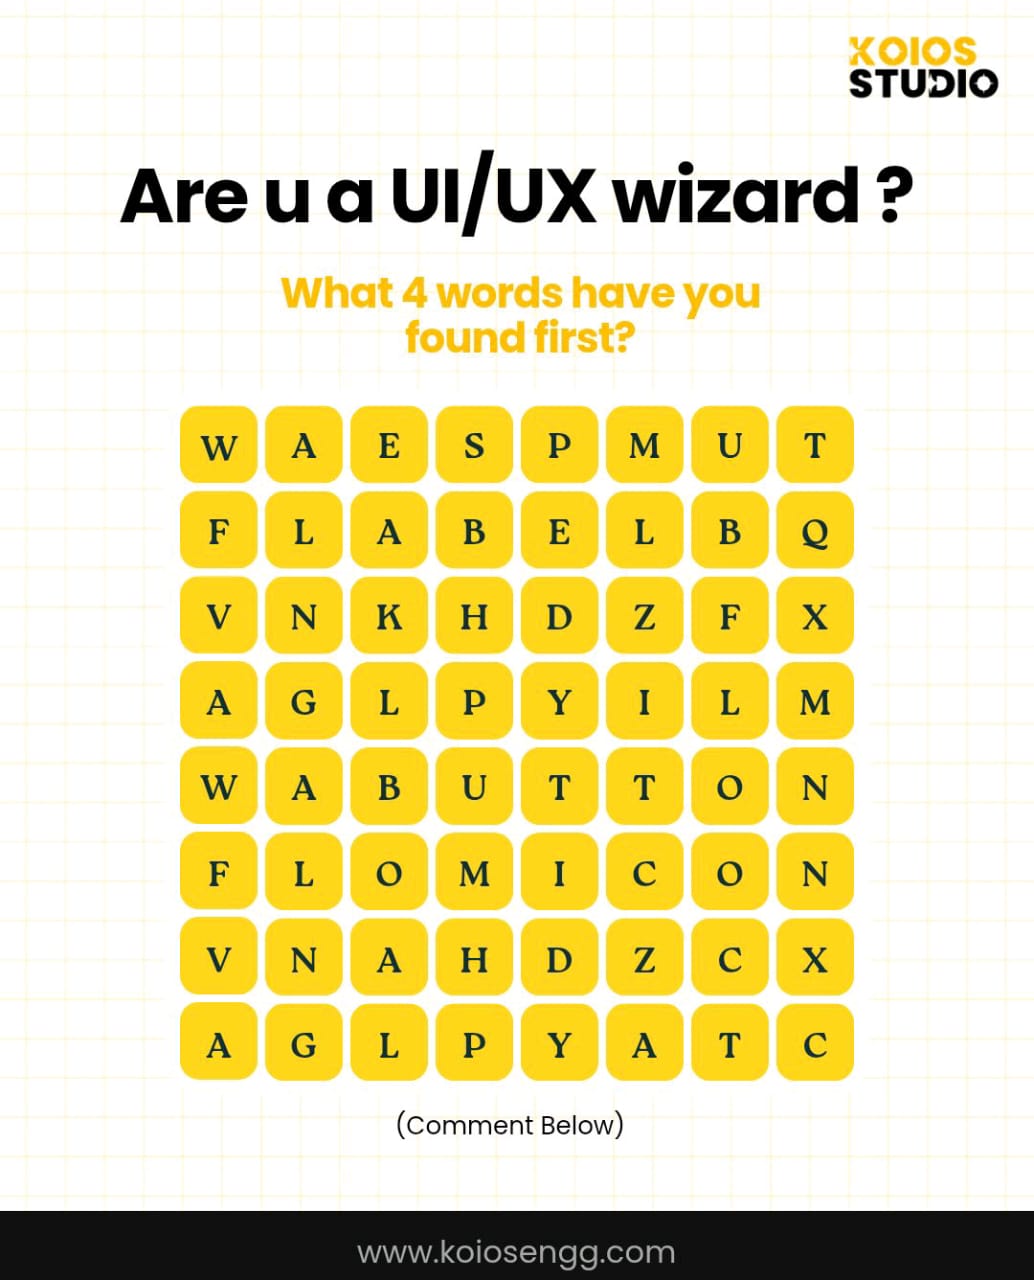 KOIOS
STUDIO
Are u a UI/UX wizard ?
What 4 words have you
found first?
W A E S P M U T
F L A B E L B Q
V N K H D Z F X
A G L P Y I L M
W A B U T T O N
F L O M I C O N
V N A H D Z C X
A G L P Y A T C
(Comment Below)
www.koiosengg.com